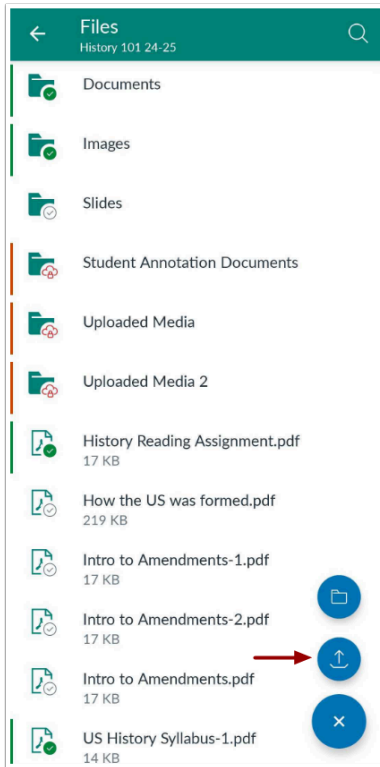 Files
History 101 24-25
Documents
Images
Slides
Student Annotation Documents
Uploaded Media
Uploaded Media 2
History Reading Assignment.pdf
17 KB
How the US was formed.pdf
219 KB
Intro to Amendments-1.pdf
17 KB
Intro to Amendments-2.pdf
17 KB
Intro to Amendments.pdf
17 KB
US History Syllabus-1.pdf
14 KB